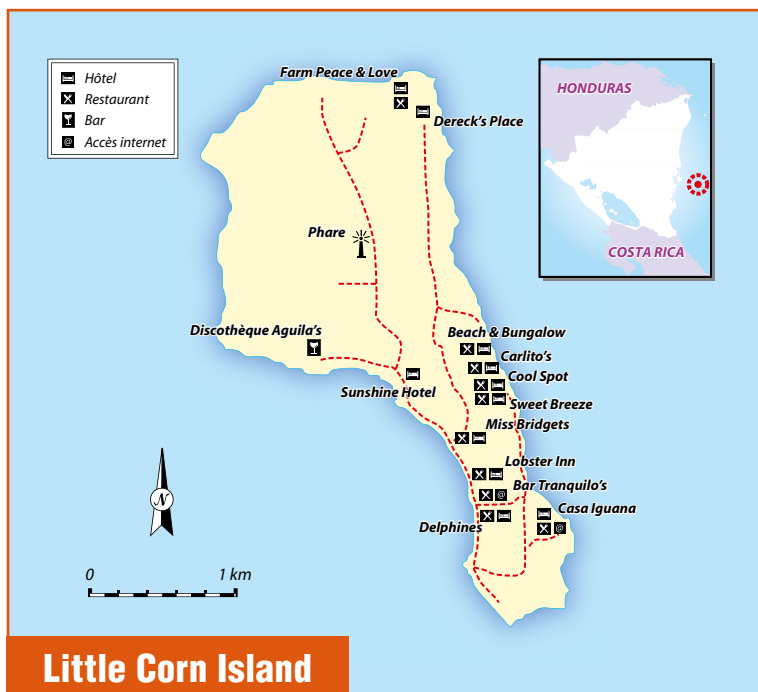 Hôtel
Restaurant
Bar
@ Accès internet
Farm Peace & Love
Dereck's Place
HONDURAS
COSTA RICA
Phare
Discothèque Aguila's
Beach & Bungalow
Carlito's
Cool Spot
Sunshine Hotel
Sweet Breeze
Miss Bridgets
Lobster Inn
Bar Tranquilo's
@
Casa Iguana
Delphines
@
N
0 1 km
Little Corn Island